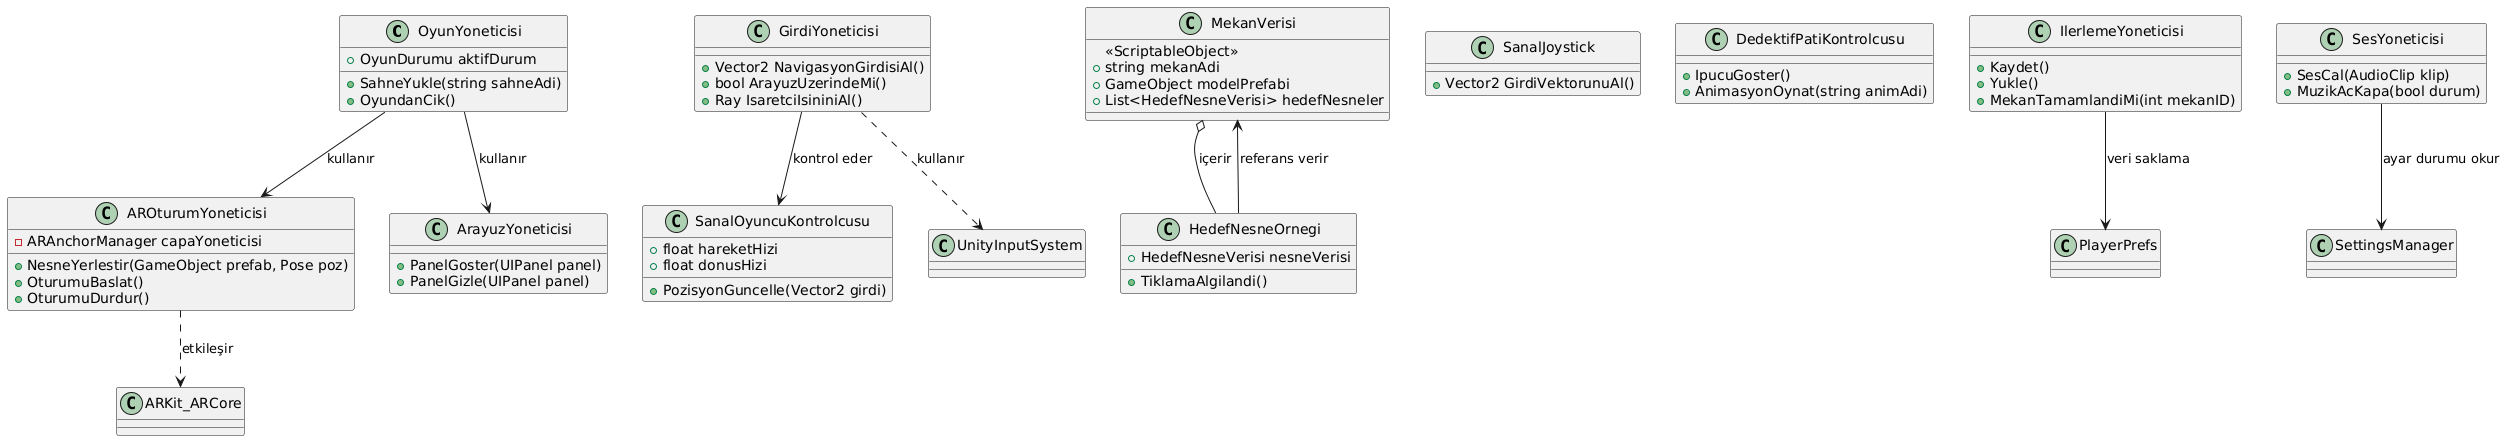 OyunYoneticisi
OyunDurumu aktifDurum
SahneYukle(string sahneAdi)
OyundanCik()
GirdiYoneticisi
Vector2 NavigasyonGirdisiAl()
bool ArayuzUzerindeMi()
Ray IsaretciIsininiAl()
MekanVerisi
«ScriptableObject»
string mekanAdi
GameObject modelPrefabi
List<HedefNesneVerisi> hedefNesneler
SanalJoystick
Vector2 GirdiVektorunuAl()
DedektifPatiKontrolcusu
IpucuGoster()
AnimasyonOynat(string animAdi)
IlerlemeYoneticisi
Kaydet()
Yukle()
MekanTamamlandiMi(int mekanID)
SesYoneticisi
SesCal(AudioClip klip)
MuzikAcKapa(bool durum)
kullanır
kullanır
kontrol eder
kullanır
içerir
referans verir
veri saklama
ayar durumu okur
AROturumYoneticisi
ARAnchorManager capaYoneticisi
NesneYerlestir(GameObject prefab, Pose poz)
OturumuBaslat()
OturumuDurdur()
ArayuzYoneticisi
PanelGoster(UIPanel panel)
PanelGizle(UIPanel panel)
SanalOyuncuKontrolcusu
float hareketHizi
float donusHizi
PozisyonGuncelle(Vector2 girdi)
UnityInputSystem
HedefNesneOrnegi
HedefNesneVerisi nesneVerisi
TiklamaAlgilandi()
PlayerPrefs
SettingsManager
etkileşir
ARKit_ARCore